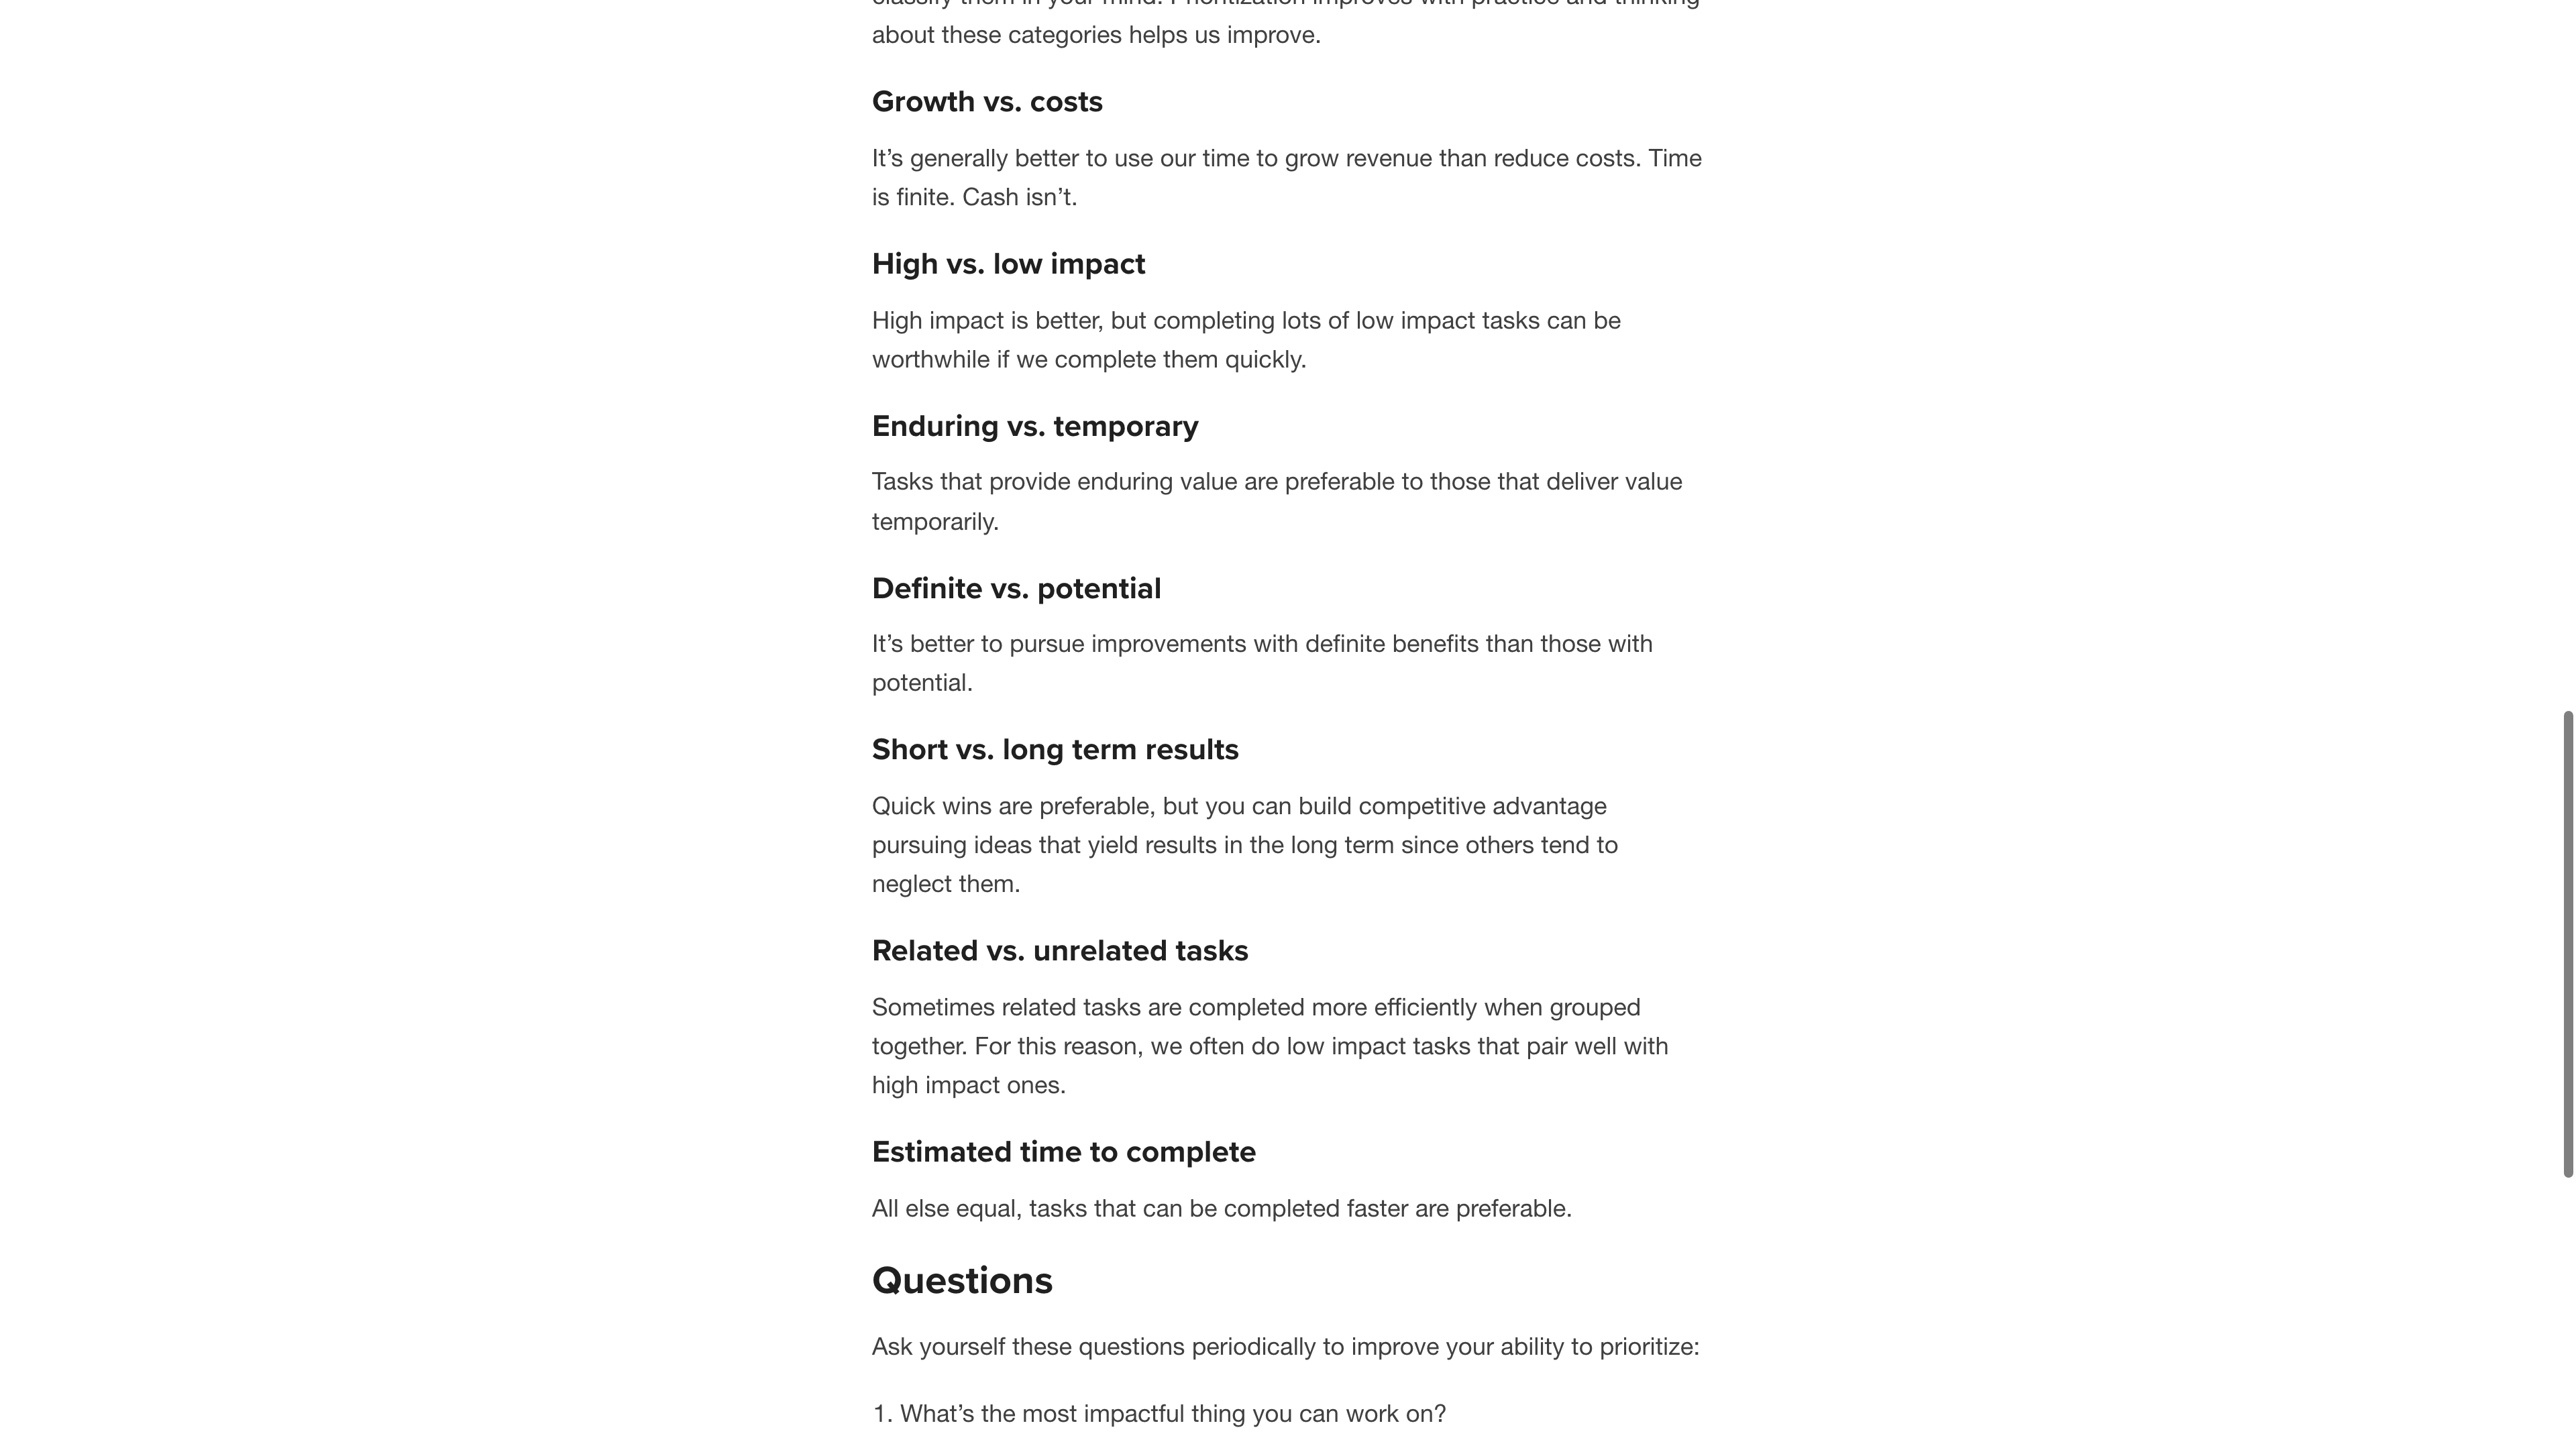 about these categories helps us improve.
Growth vs. costs
It’s generally better to use our time to grow revenue than reduce costs. Time
is finite. Cash isn’t.
High vs. low impact
High impact is better, but completing lots of low impact tasks can be
worthwhile if we complete them quickly.
Enduring vs. temporary
Tasks that provide enduring value are preferable to those that deliver value
temporarily.
Definite vs. potential
It’s better to pursue improvements with definite benefits than those with
potential.
Short vs. long term results
Quick wins are preferable, but you can build competitive advantage
pursuing ideas that yield results in the long term since others tend to
neglect them.
Related vs. unrelated tasks
Sometimes related tasks are completed more efficiently when grouped
together. For this reason, we often do low impact tasks that pair well with
high impact ones.
Estimated time to complete
All else equal, tasks that can be completed faster are preferable.
Questions
Ask yourself these questions periodically to improve your ability to prioritize:
1. What’s the most impactful thing you can work on?